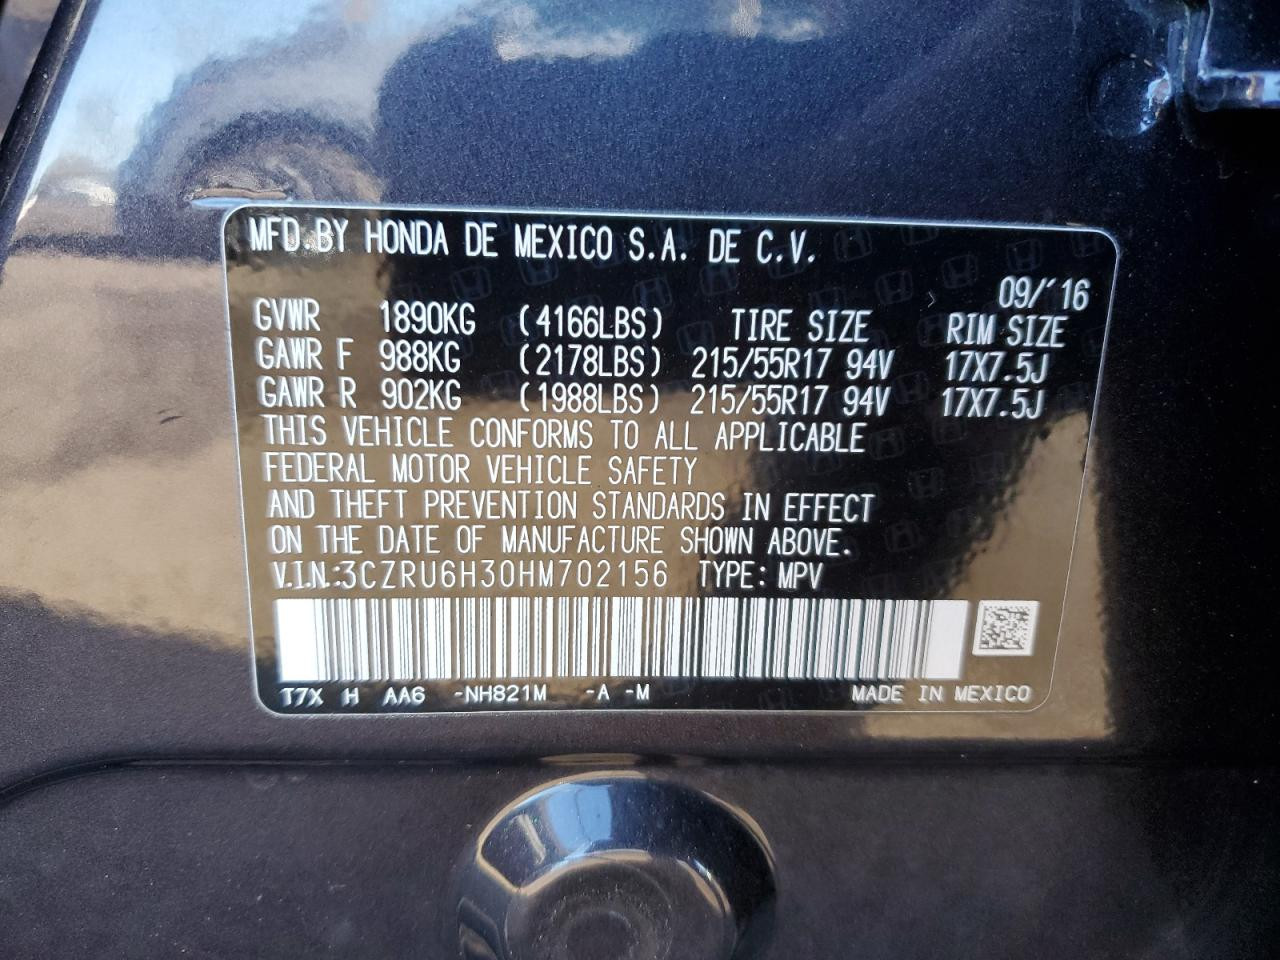 MFD.BY HONDA DE MEXICO S.A. DE C.V.
09/'16
GVWR 1890KG (4166LBS) TIRE SIZE RIM SIZE
GAWR F 988KG (2178LBS) 215/55R17 94V 17X7.5J
GAWR R 902KG (1988LBS) 215/55R17 94V 17X7.5J
THIS VEHICLE CONFORMS TO ALL APPLICABLE
FEDERAL MOTOR VEHICLE SAFETY
AND THEFT PREVENTION STANDARDS IN EFFECT
ON THE DATE OF MANUFACTURE SHOWN ABOVE.
V.I.N.:3CZRU6H30HM702156 TYPE: MPV
T7X H AA6 -NH821M -A -M MADE IN MEXICO